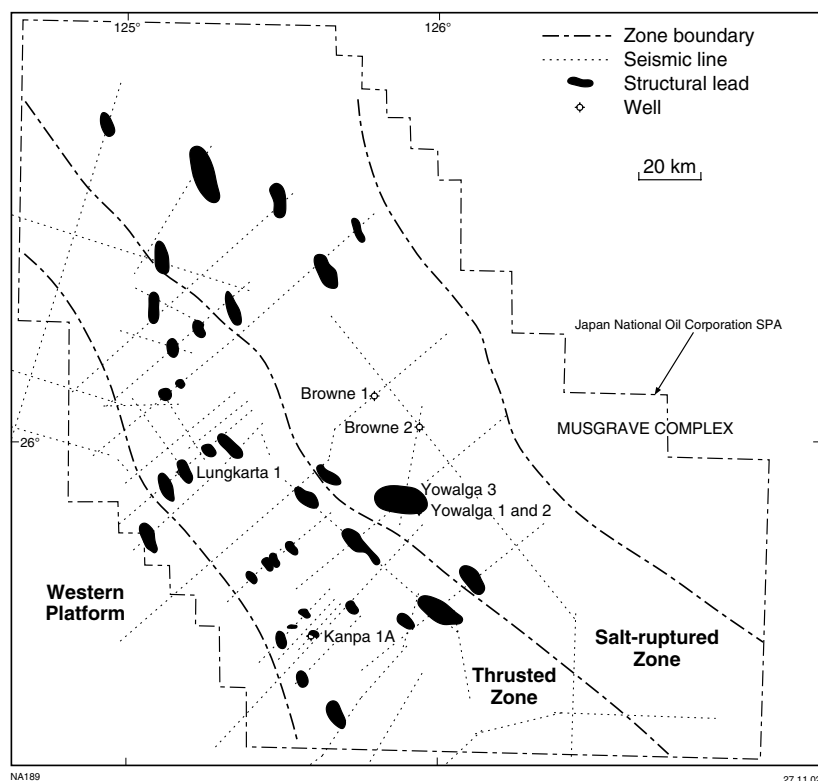 125°
126°
Zone boundary
Seismic line
Structural lead
Well
20 km
Japan National Oil Corporation SPA
Browne 1
Browne 2
MUSGRAVE COMPLEX
26°
Lungkarta 1
Yowalga 3
Yowalga 1 and 2
Western
Platform
Kanpa 1A
Salt-ruptured
Zone
Thrusted
Zone
NA189